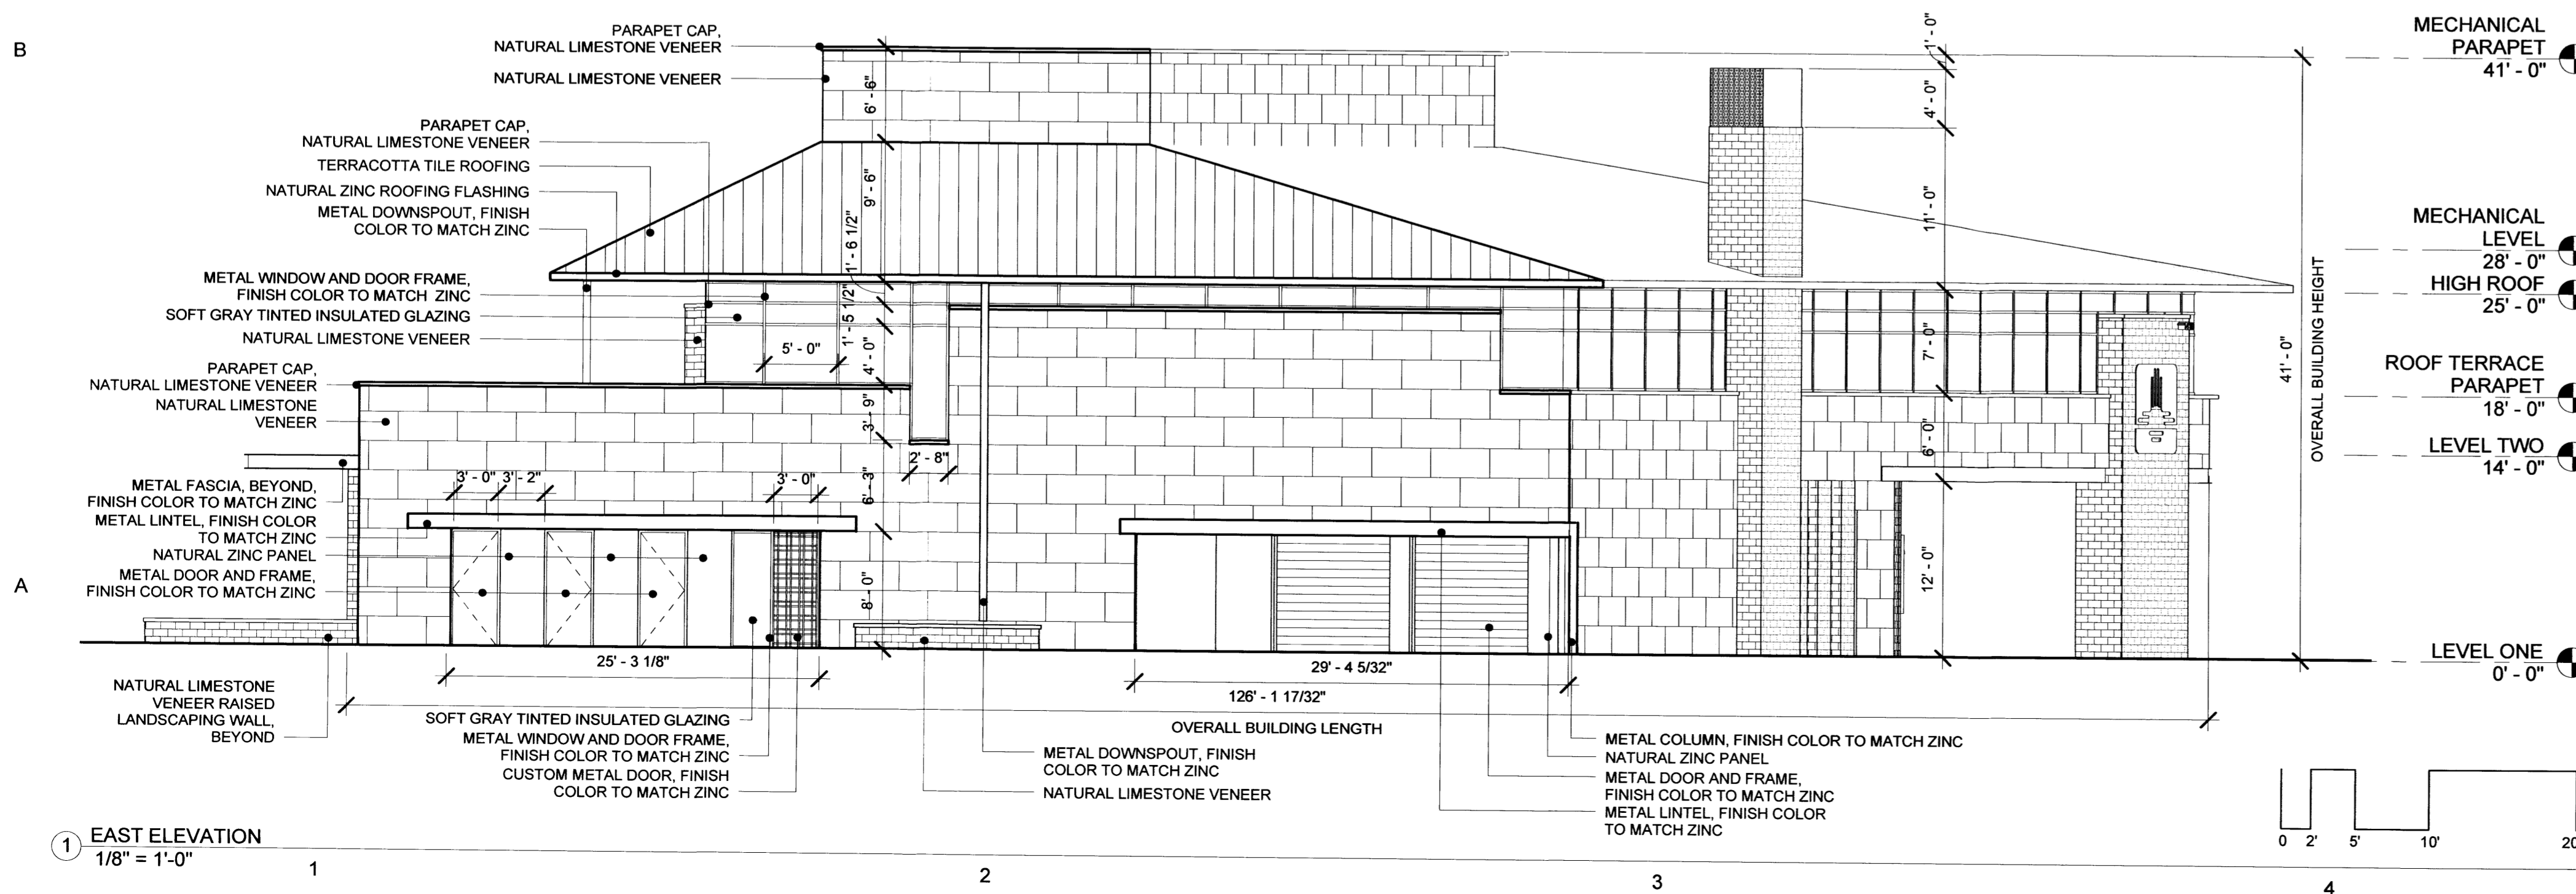 B
PARAPET CAP,
NATURAL LIMESTONE VENEER
NATURAL LIMESTONE VENEER
PARAPET CAP,
NATURAL LIMESTONE VENEER
TERRACOTTA TILE ROOFING
NATURAL ZINC ROOFING FLASHING
METAL DOWNSPOUT, FINISH
COLOR TO MATCH ZINC
METAL WINDOW AND DOOR FRAME,
FINISH COLOR TO MATCH ZINC
SOFT GRAY TINTED INSULATED GLAZING
NATURAL LIMESTONE VENEER
PARAPET CAP,
NATURAL LIMESTONE VENEER
NATURAL LIMESTONE
VENEER
METAL FASCIA, BEYOND,
FINISH COLOR TO MATCH ZINC
METAL LINTEL, FINISH COLOR
TO MATCH ZINC
NATURAL ZINC PANEL
A
METAL DOOR AND FRAME,
FINISH COLOR TO MATCH ZINC
NATURAL LIMESTONE
VENEER RAISED
LANDSCAPING WALL,
BEYOND
6' - 6"
9' - 6"
1' - 6 1/2"
1' - 5 1/2"
4' - 0"
3' - 9"
6' - 3"
8' - 0"
5' - 0"
2' - 8"
3' - 0"
3' - 2"
3' - 0"
25' - 3 1/8"
29' - 4 5/32"
126' - 1 17/32"
OVERALL BUILDING LENGTH
SOFT GRAY TINTED INSULATED GLAZING
METAL WINDOW AND DOOR FRAME,
FINISH COLOR TO MATCH ZINC
CUSTOM METAL DOOR, FINISH
COLOR TO MATCH ZINC
METAL DOWNSPOUT, FINISH
COLOR TO MATCH ZINC
NATURAL LIMESTONE VENEER
METAL COLUMN, FINISH COLOR TO MATCH ZINC
NATURAL ZINC PANEL
METAL DOOR AND FRAME,
FINISH COLOR TO MATCH ZINC
METAL LINTEL, FINISH COLOR
TO MATCH ZINC
1' - 0"
4' - 0"
11' - 0"
7' - 0"
6' - 0"
12' - 0"
41' - 0"
OVERALL BUILDING HEIGHT
MECHANICAL
PARAPET
41' - 0"
MECHANICAL
LEVEL
28' - 0"
HIGH ROOF
25' - 0"
ROOF TERRACE
PARAPET
18' - 0"
LEVEL TWO
14' - 0"
LEVEL ONE
0' - 0"
0 2' 5' 10' 20
1 EAST ELEVATION
1/8" = 1'-0"
1 2 3 4